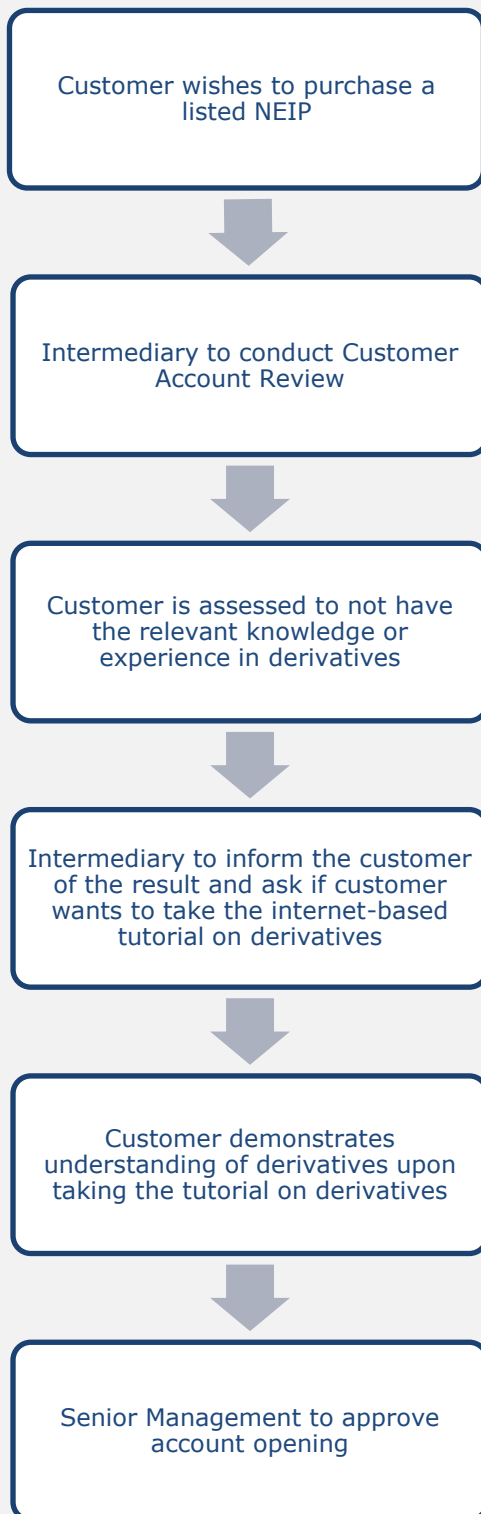 Customer wishes to purchase a
listed NEIP
Intermediary to conduct Customer
Account Review
Customer is assessed to not have
the relevant knowledge or
experience in derivatives
Intermediary to inform the customer
of the result and ask if customer
wants to take the internet-based
tutorial on derivatives
Customer demonstrates
understanding of derivatives upon
taking the tutorial on derivatives
Senior Management to approve
account opening